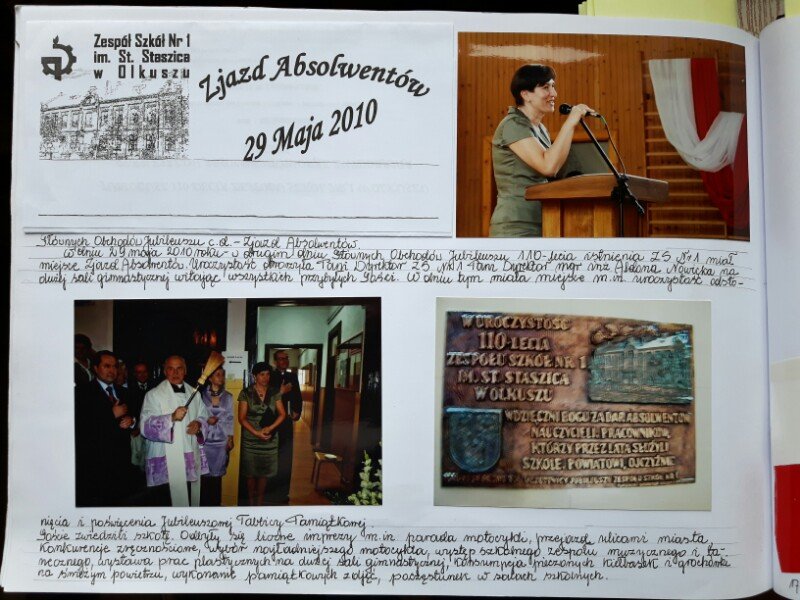 Zespół Szkół Nr 1
im. St. Staszica
w Olkuszu
Zjazd Absolwentów
29 Maja 2010
Głównych Obchodów Jubileuszu c.d. - Zjazd Absolwentów.
W dniu 29 maja 2010 roku - w drugim dniu Głównych Obchodów Jubileuszu 110-lecia istnienia ZS Nr 1 miał
miejsce Zjazd Absolwentów. Uroczystość otworzyła Pani Dyrektor ZS Nr 1 Pani Dyrektor mgr inż Aldona Nowicka na
dużej sali gimnastycznej witając wszystkich przybyłych Gości. W dniu tym miała miejsce m.in. uroczystość odsło-
W UROCZYSTOŚĆ
110-LECIA
ZESPOŁU SZKÓŁ NR 1
IM. ST. STASZICA
W OLKUSZU
WDZIĘCZNI BOGU ZA DAR ABSOLWENTÓW
NAUCZYCIELI, PRACOWNIKÓW,
KTÓRZY PRZEZ LATA SŁUŻYLI
SZKOLE, POWIATOWI, OJCZYŹNIE
nięcia i poświęcenia Jubileuszowej Tablicy Pamiątkowej.
Goście zwiedzili szkołę. Odbyły się liczne imprezy m.in. parada motocykli, przejazd ulicami miasta,
konkurencje zręcznościowe, wybór najładniejszego motocykla, występ szkolnego zespołu muzycznego i ta-
necznego, wystawa prac plastycznych na dużej sali gimnastycznej, konsumpcja pieczonych kiełbasek i grochówka
na świeżym powietrzu, wykonanie pamiątkowych zdjęć, poczęstunek w salach szkolnych.
17